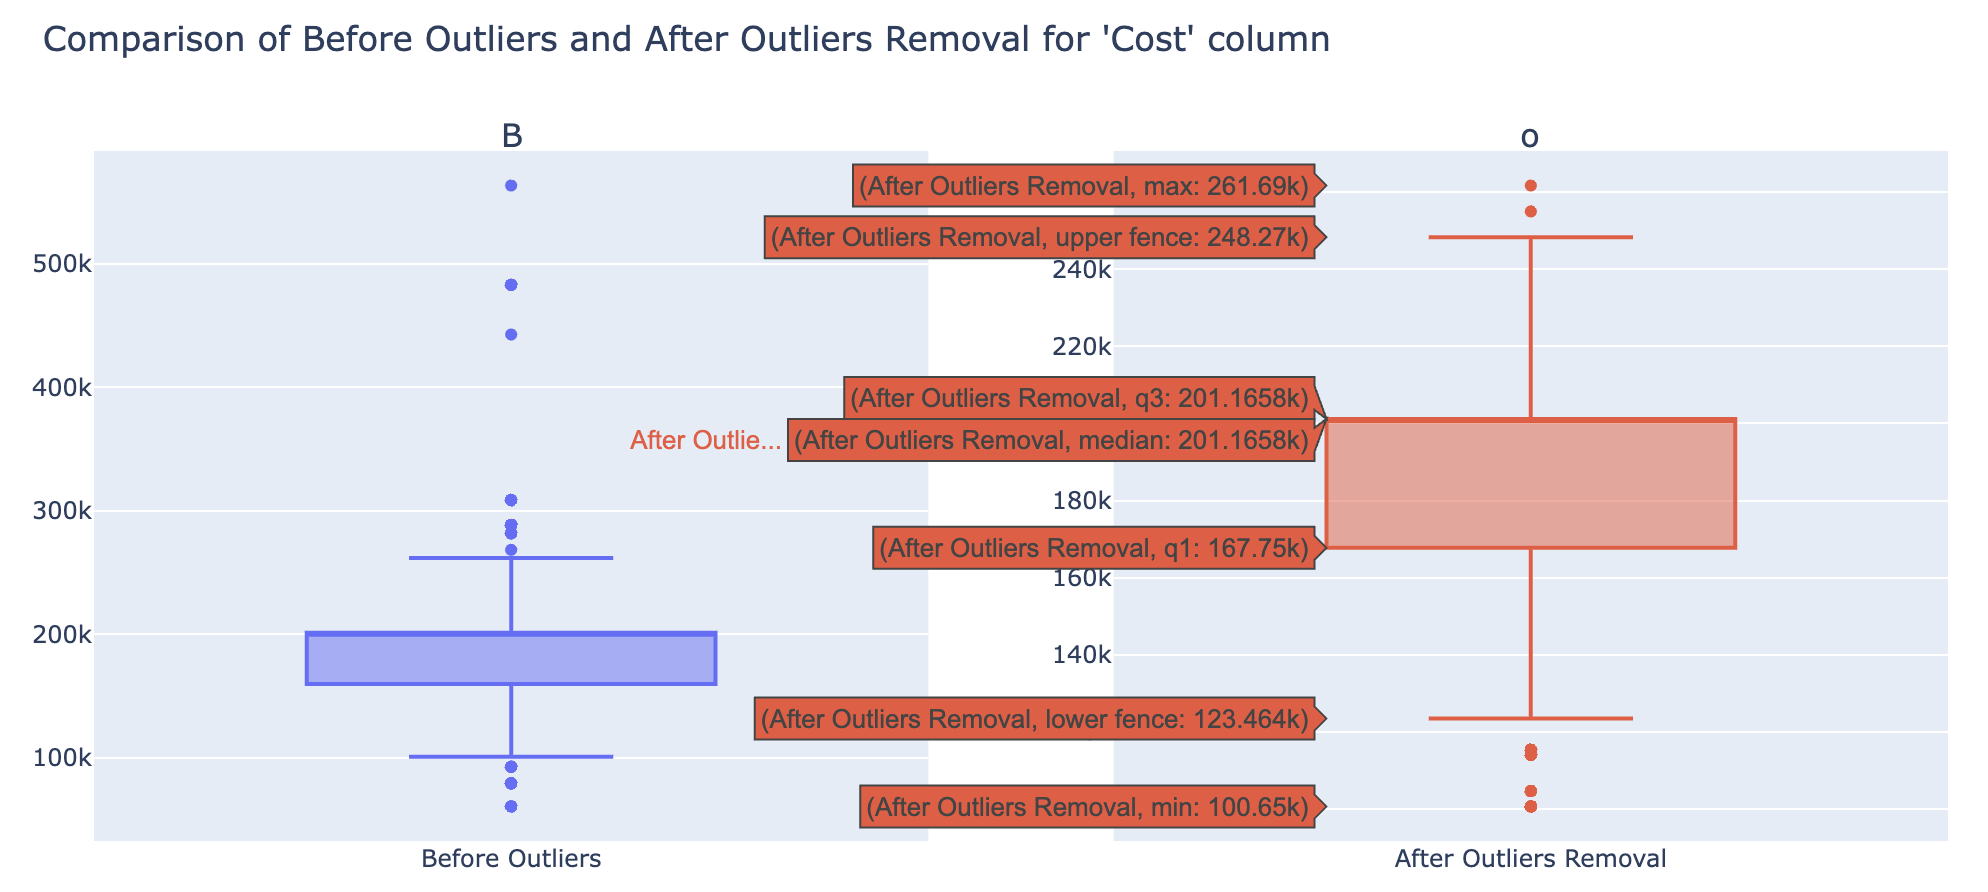 Comparison of Before Outliers and After Outliers Removal for 'Cost' column
B
o
500k
400k
300k
200k
100k
Before Outliers
(After Outliers Removal, max: 261.69k)
(After Outliers Removal, upper fence: 248.27k)
240k
220k
(After Outliers Removal, q3: 201.1658k)
After Outlie...
(After Outliers Removal, median: 201.1658k)
180k
(After Outliers Removal, q1: 167.75k)
160k
140k
(After Outliers Removal, lower fence: 123.464k)
(After Outliers Removal, min: 100.65k)
After Outliers Removal